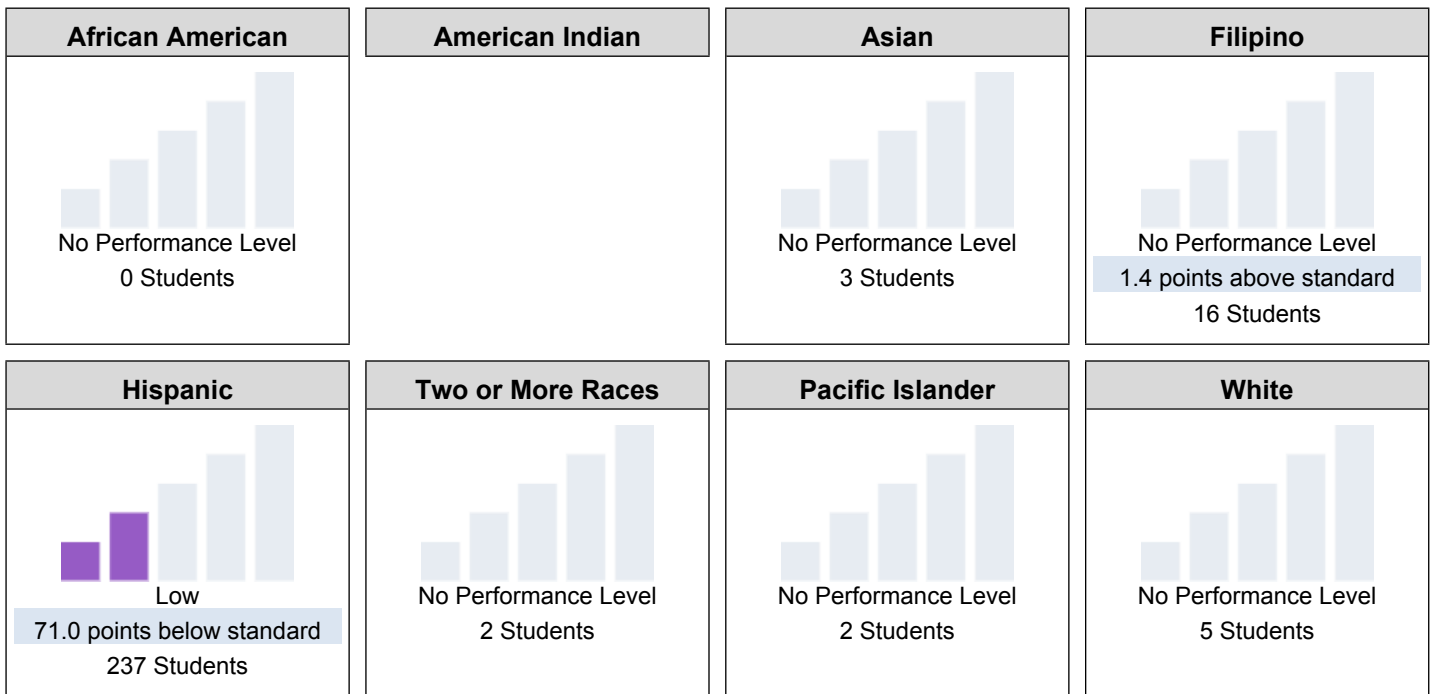 African American
No Performance Level
0 Students
American Indian
Asian
No Performance Level
3 Students
Filipino
No Performance Level
1.4 points above standard
16 Students
Hispanic
Low
71.0 points below standard
237 Students
Two or More Races
No Performance Level
2 Students
Pacific Islander
No Performance Level
2 Students
White
No Performance Level
5 Students